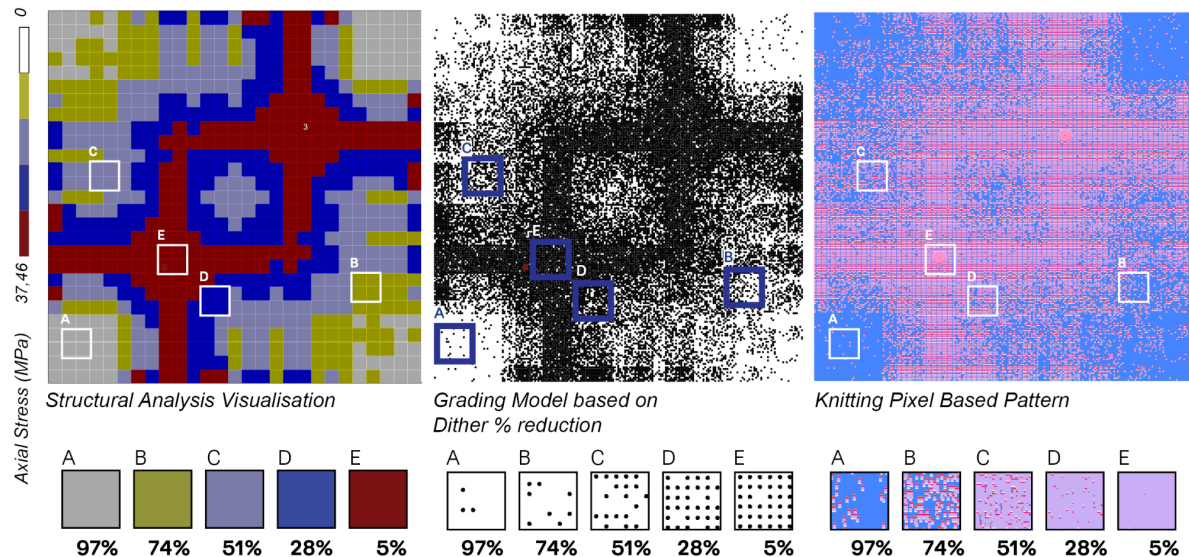 0
37,46
Axial Stress (MPa)
3
C
E
D
B
A
C
E
D
B
A
C
E
D
B
A
Structural Analysis Visualisation
Grading Model based on
Dither % reduction
Knitting Pixel Based Pattern
A B C D E
97% 74% 51% 28% 5%
A B C D E
97% 74% 51% 28% 5%
A B C D E
97% 74% 51% 28% 5%